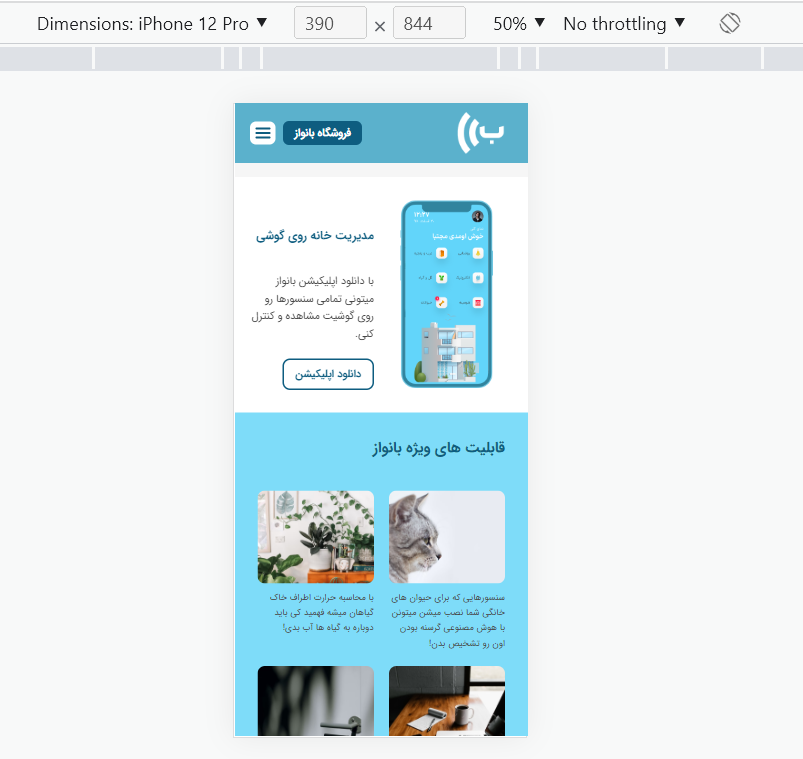 Dimensions: iPhone 12 Pro 390 × 844 50% No throttling
ب
فروشگاه بانواز
۱۲:۳۷
خوش اومدی مجتبا
مدیریت خانه روی گوشی
با دانلود اپلیکیشن بانواز
میتونی تمامی سنسورها رو
روی گوشیت مشاهده و کنترل
کنی.
دانلود اپلیکیشن
قابلیت های ویژه بانواز
سنسورهایی که برای حیوان های
خانگی شما نصب میشن میتونن
با هوش مصنوعی گرسنه بودن
اون رو تشخیص بدن!
با محاسبه حرارت اطراف خاک
گیاهان میشه فهمید کی باید
دوباره به گیاه ها آب بدی!